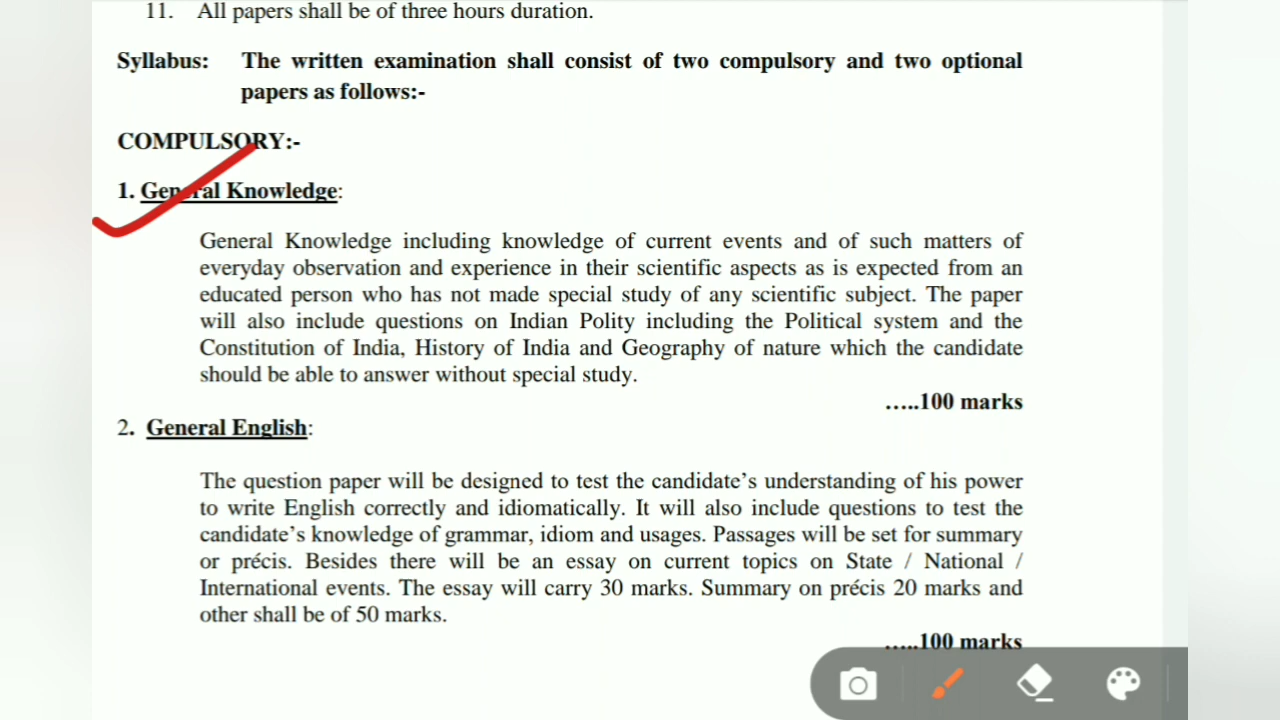 11. All papers shall be of three hours duration.
Syllabus: The written examination shall consist of two compulsory and two optional
papers as follows:-
COMPULSORY:-
1. General Knowledge:
General Knowledge including knowledge of current events and of such matters of
everyday observation and experience in their scientific aspects as is expected from an
educated person who has not made special study of any scientific subject. The paper
will also include questions on Indian Polity including the Political system and the
Constitution of India, History of India and Geography of nature which the candidate
should be able to answer without special study.
.....100 marks
2. General English:
The question paper will be designed to test the candidate’s understanding of his power
to write English correctly and idiomatically. It will also include questions to test the
candidate’s knowledge of grammar, idiom and usages. Passages will be set for summary
or précis. Besides there will be an essay on current topics on State / National /
International events. The essay will carry 30 marks. Summary on précis 20 marks and
other shall be of 50 marks.
.....100 marks